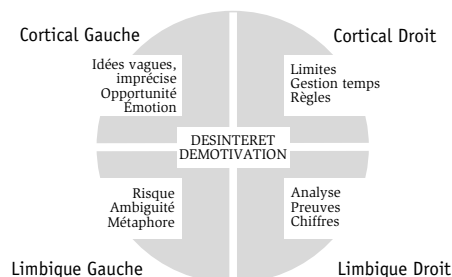 Cortical Gauche
Cortical Droit
Idées vagues,
imprécise
Opportunité
Émotion
Limites
Gestion temps
Règles
DESINTERET
DEMOTIVATION
Risque
Ambiguité
Métaphore
Analyse
Preuves
Chiffres
Limbique Gauche
Limbique Droit